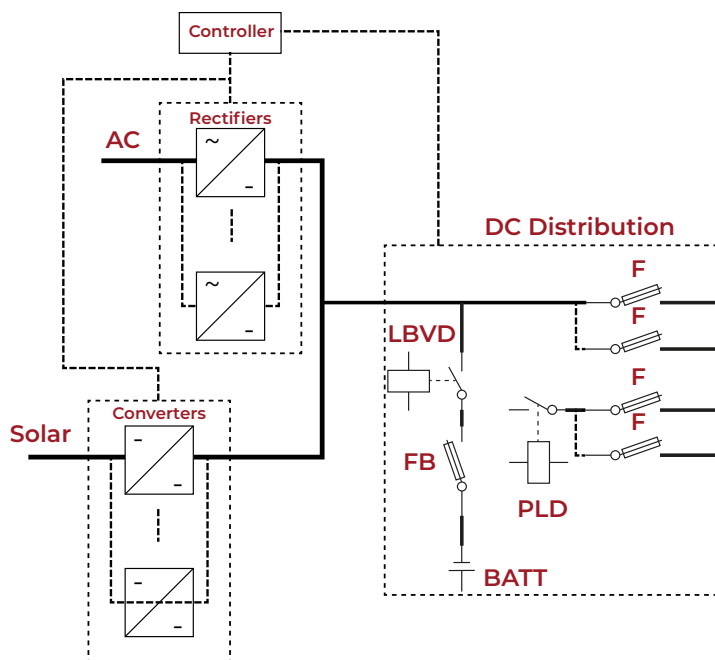 Controller
Rectifiers
AC
DC Distribution
F
F
LBVD
F
Converters
F
Solar
FB
PLD
BATT